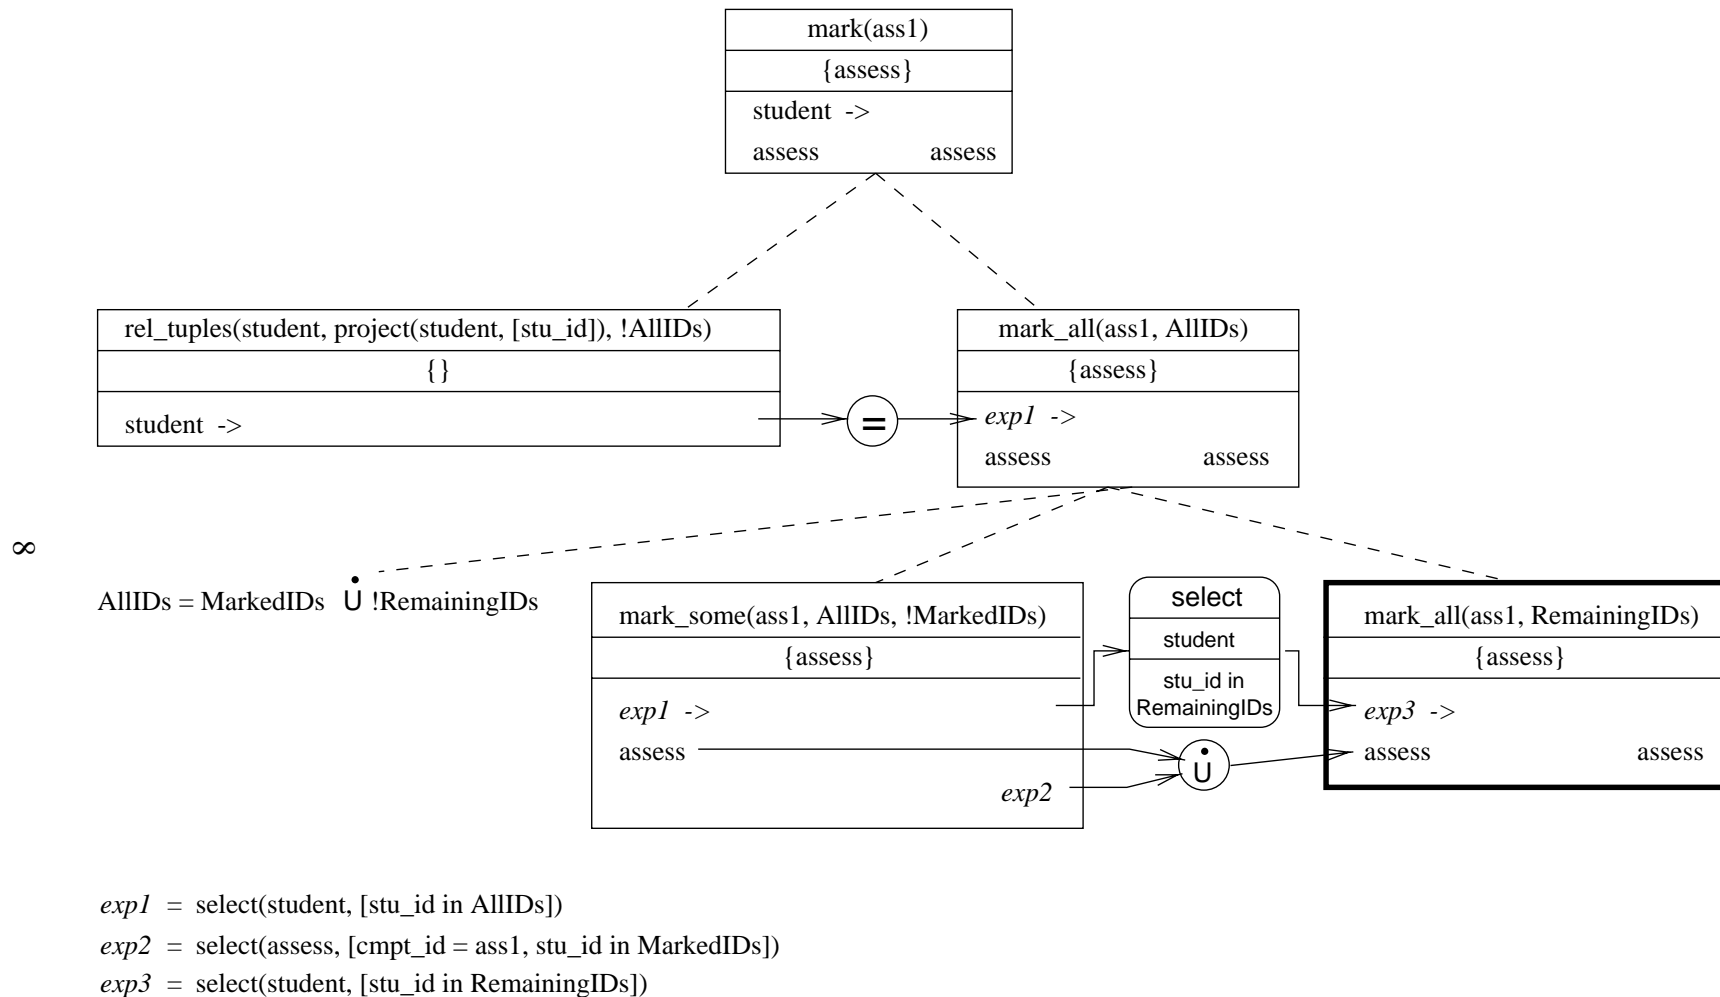 mark(ass1)
{assess}
student ->
assess assess
rel_tuples(student, project(student, [stu_id]), !AllIDs)
{}
student ->
=
mark_all(ass1, AllIDs)
{assess}
exp1 ->
assess assess
∞
AllIDs = MarkedIDs U̇ !RemainingIDs
mark_some(ass1, AllIDs, !MarkedIDs)
{assess}
exp1 ->
assess
exp2
select
student
stu_id in
RemainingIDs
U̇
mark_all(ass1, RemainingIDs)
{assess}
exp3 ->
assess assess
exp1 = select(student, [stu_id in AllIDs])
exp2 = select(assess, [cmpt_id = ass1, stu_id in MarkedIDs])
exp3 = select(student, [stu_id in RemainingIDs])